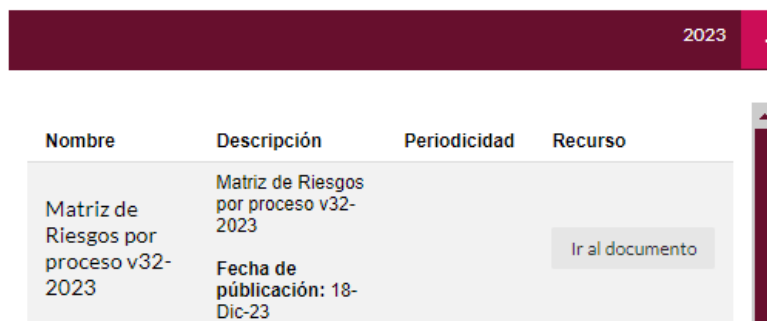 2023
Nombre Descripción Periodicidad Recurso
Matriz de
Riesgos por
proceso v32-
2023
Matriz de Riesgos
por proceso v32-
2023
Fecha de
públicación: 18-
Dic-23
Ir al documento